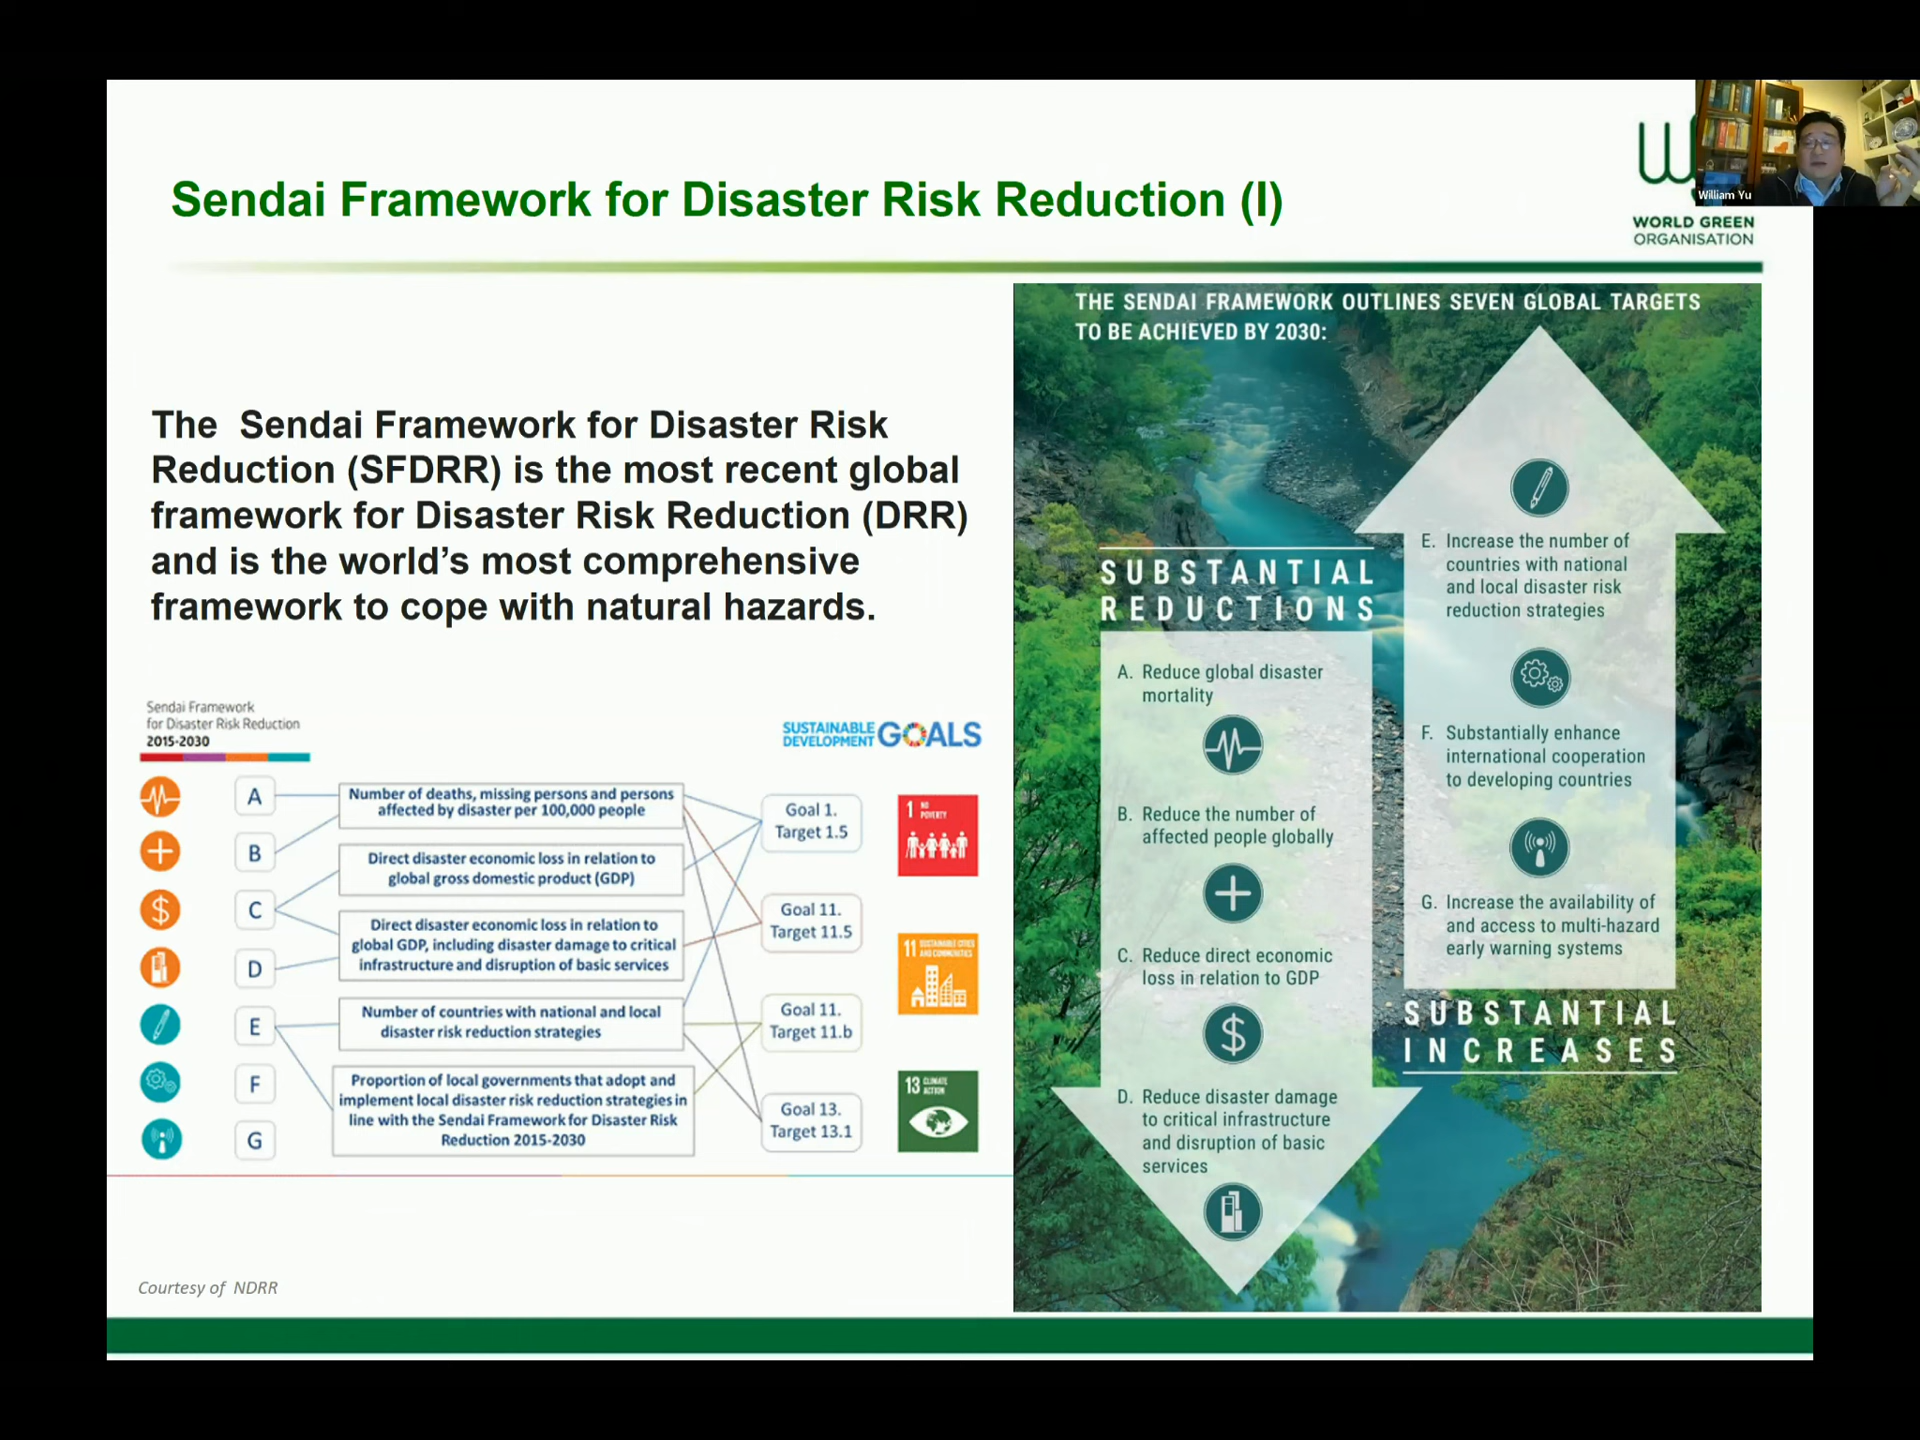 William Yu
WORLD GREEN
ORGANISATION
Sendai Framework for Disaster Risk Reduction (I)
The Sendai Framework for Disaster Risk
Reduction (SFDRR) is the most recent global
framework for Disaster Risk Reduction (DRR)
and is the world's most comprehensive
framework to cope with natural hazards.
Sendai Framework
for Disaster Risk Reduction
2015-2030
SUSTAINABLE
DEVELOPMENT GOALS
A
B
C
D
E
F
G
Number of deaths, missing persons and persons
affected by disaster per 100,000 people
Direct disaster economic loss in relation to
global gross domestic product (GDP)
Direct disaster economic loss in relation to
global GDP, including disaster damage to critical
infrastructure and disruption of basic services
Number of countries with national and local
disaster risk reduction strategies
Proportion of local governments that adopt and
implement local disaster risk reduction strategies in
line with the Sendai Framework for Disaster Risk
Reduction 2015-2030
Goal 1.
Target 1.5
Goal 11.
Target 11.5
Goal 11.
Target 11.b
Goal 13.
Target 13.1
1 NO
POVERTY
11 SUSTAINABLE CITIES
AND COMMUNITIES
13 CLIMATE
ACTION
Courtesy of NDRR
THE SENDAI FRAMEWORK OUTLINES SEVEN GLOBAL TARGETS
TO BE ACHIEVED BY 2030:
SUBSTANTIAL
REDUCTIONS
A. Reduce global disaster
mortality
B. Reduce the number of
affected people globally
C. Reduce direct economic
loss in relation to GDP
D. Reduce disaster damage
to critical infrastructure
and disruption of basic
services
E. Increase the number of
countries with national
and local disaster risk
reduction strategies
F. Substantially enhance
international cooperation
to developing countries
G. Increase the availability of
and access to multi-hazard
early warning systems
SUBSTANTIAL
INCREASES